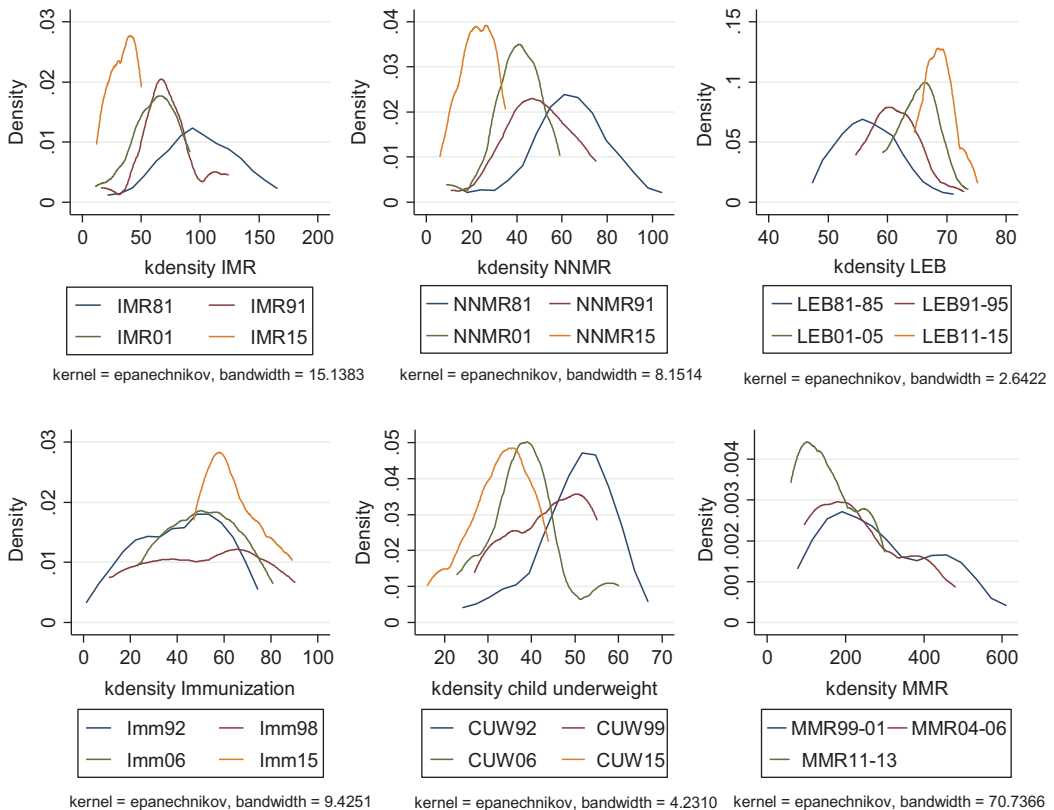 Density
.03
.02
.01
0
0 50 100 150 200
kdensity IMR
IMR81 IMR91
IMR01 IMR15
kernel = epanechnikov, bandwidth = 15.1383
Density
.04
.03
.02
.01
0
0 20 40 60 80 100
kdensity NNMR
NNMR81 NNMR91
NNMR01 NNMR15
kernel = epanechnikov, bandwidth = 8.1514
Density
.15
.1
.05
0
40 50 60 70 80
kdensity LEB
LEB81-85 LEB91-95
LEB01-05 LEB11-15
kernel = epanechnikov, bandwidth = 2.6422
Density
.03
.02
.01
0
0 20 40 60 80 100
kdensity Immunization
Imm92 Imm98
Imm06 Imm15
kernel = epanechnikov, bandwidth = 9.4251
Density
.05
.04
.03
.02
.01
0
20 30 40 50 60 70
kdensity child underweight
CUW92 CUW99
CUW06 CUW15
kernel = epanechnikov, bandwidth = 4.2310
Density
.004
.003
.002
.001
0
0 200 400 600
kdensity MMR
MMR99-01 MMR04-06
MMR11-13
kernel = epanechnikov, bandwidth = 70.7366